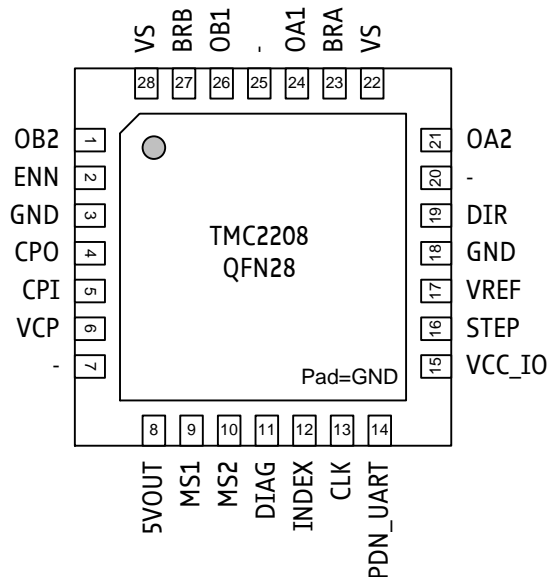 VS BRB OB1 - OA1 BRA VS
28 27 26 25 24 23 22
OB2 1 21 OA2
ENN 2 20 -
GND 3 19 DIR
CPO 4 18 GND
CPI 5 17 VREF
VCP 6 16 STEP
- 7 15 VCC_IO
TMC2208
QFN28
Pad=GND
8 9 10 11 12 13 14
5VOUT MS1 MS2 DIAG INDEX CLK PDN_UART